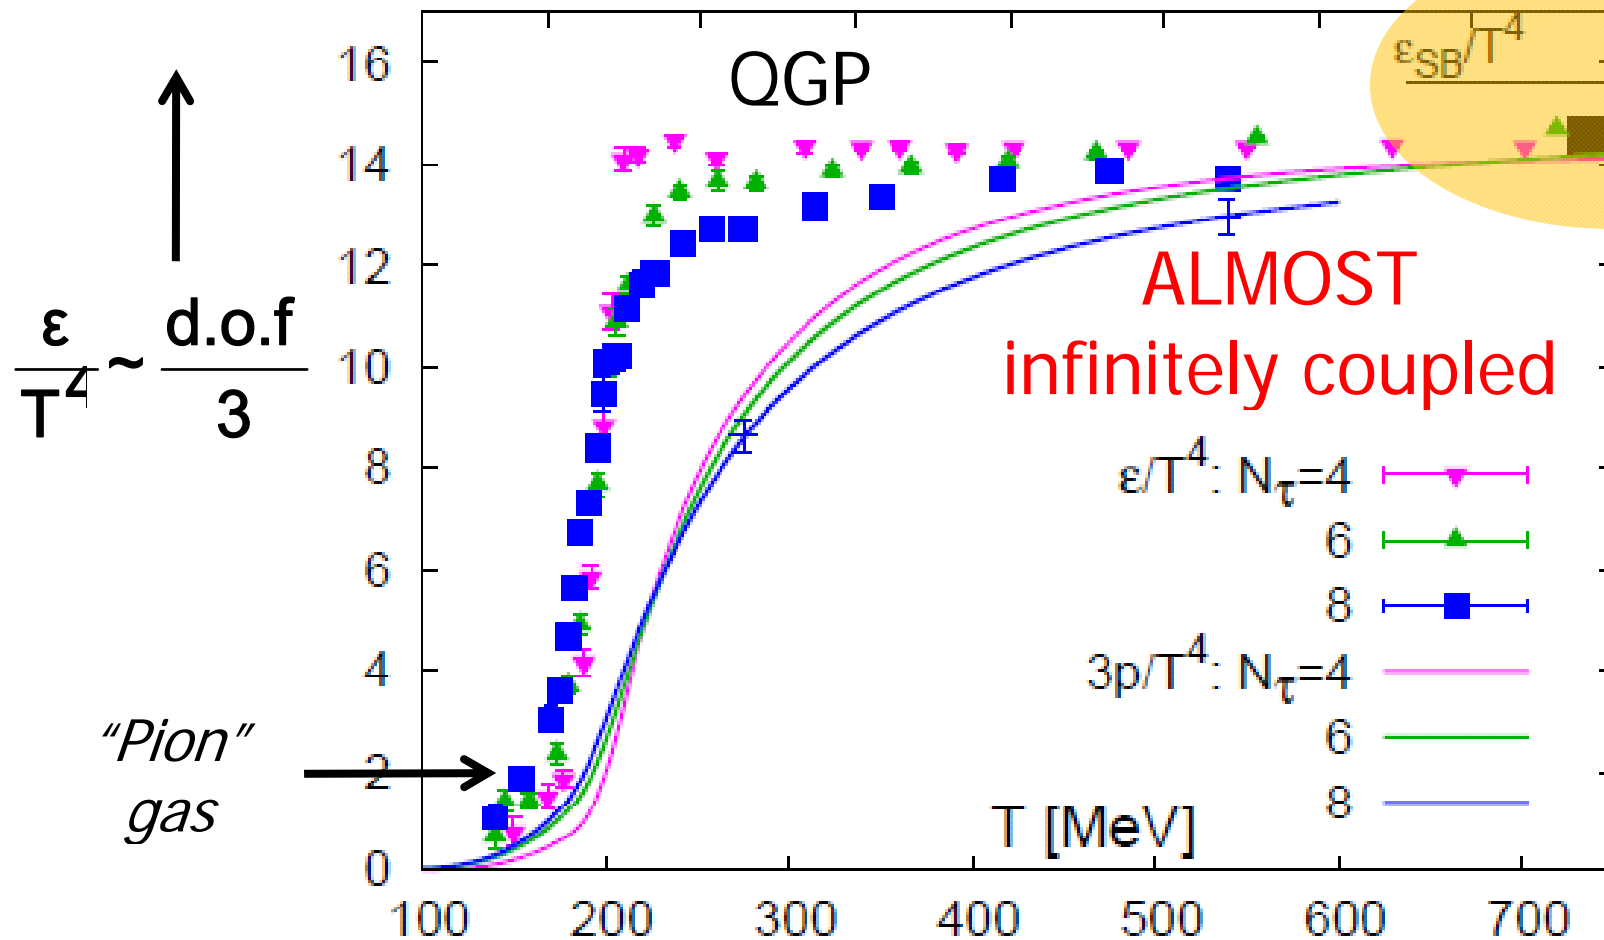 QGP
ε_SB/T^4
16
14
12
10
8
6
4
2
0
ε/T^4 ~ d.o.f/3
ALMOST
infinitely coupled
ε/T^4: N_τ=4
6
8
3p/T^4: N_τ=4
6
8
“Pion”
gas
T [MeV]
100 200 300 400 500 600 700